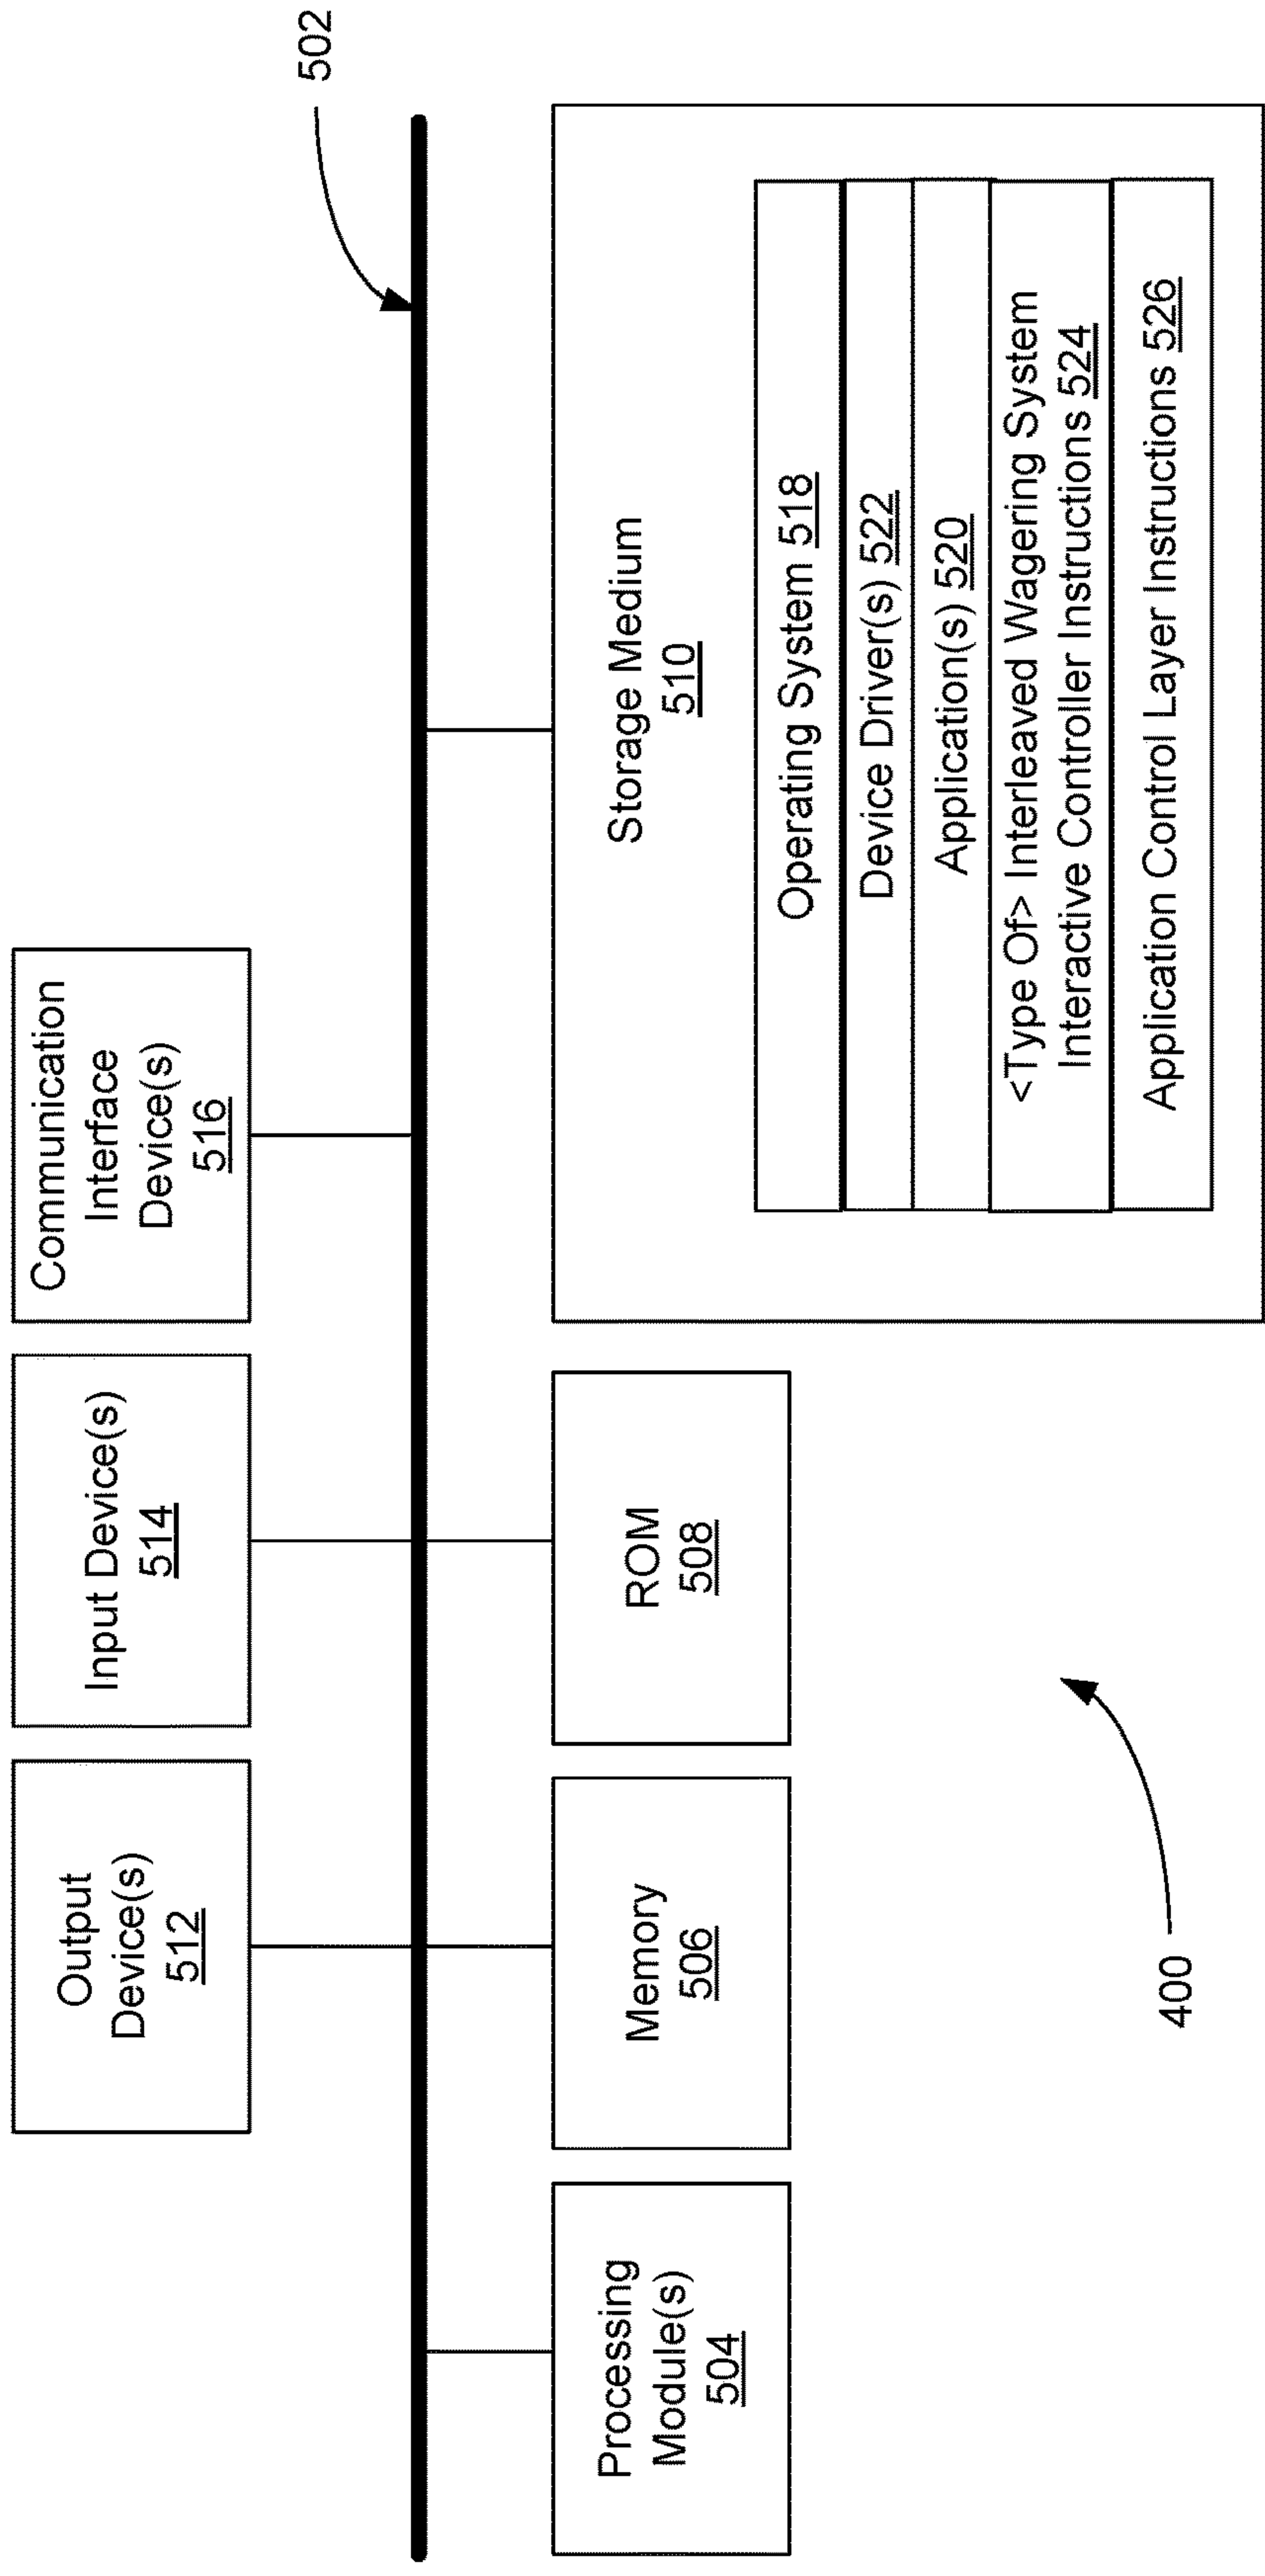 502
Output
Device(s)
512
Input Device(s)
514
Communication
Interface
Device(s)
516
Processing
Module(s)
504
Memory
506
ROM
508
Storage Medium
510
Operating System 518
Device Driver(s) 522
Application(s) 520
<Type Of> Interleaved Wagering System
Interactive Controller Instructions 524
Application Control Layer Instructions 526
400